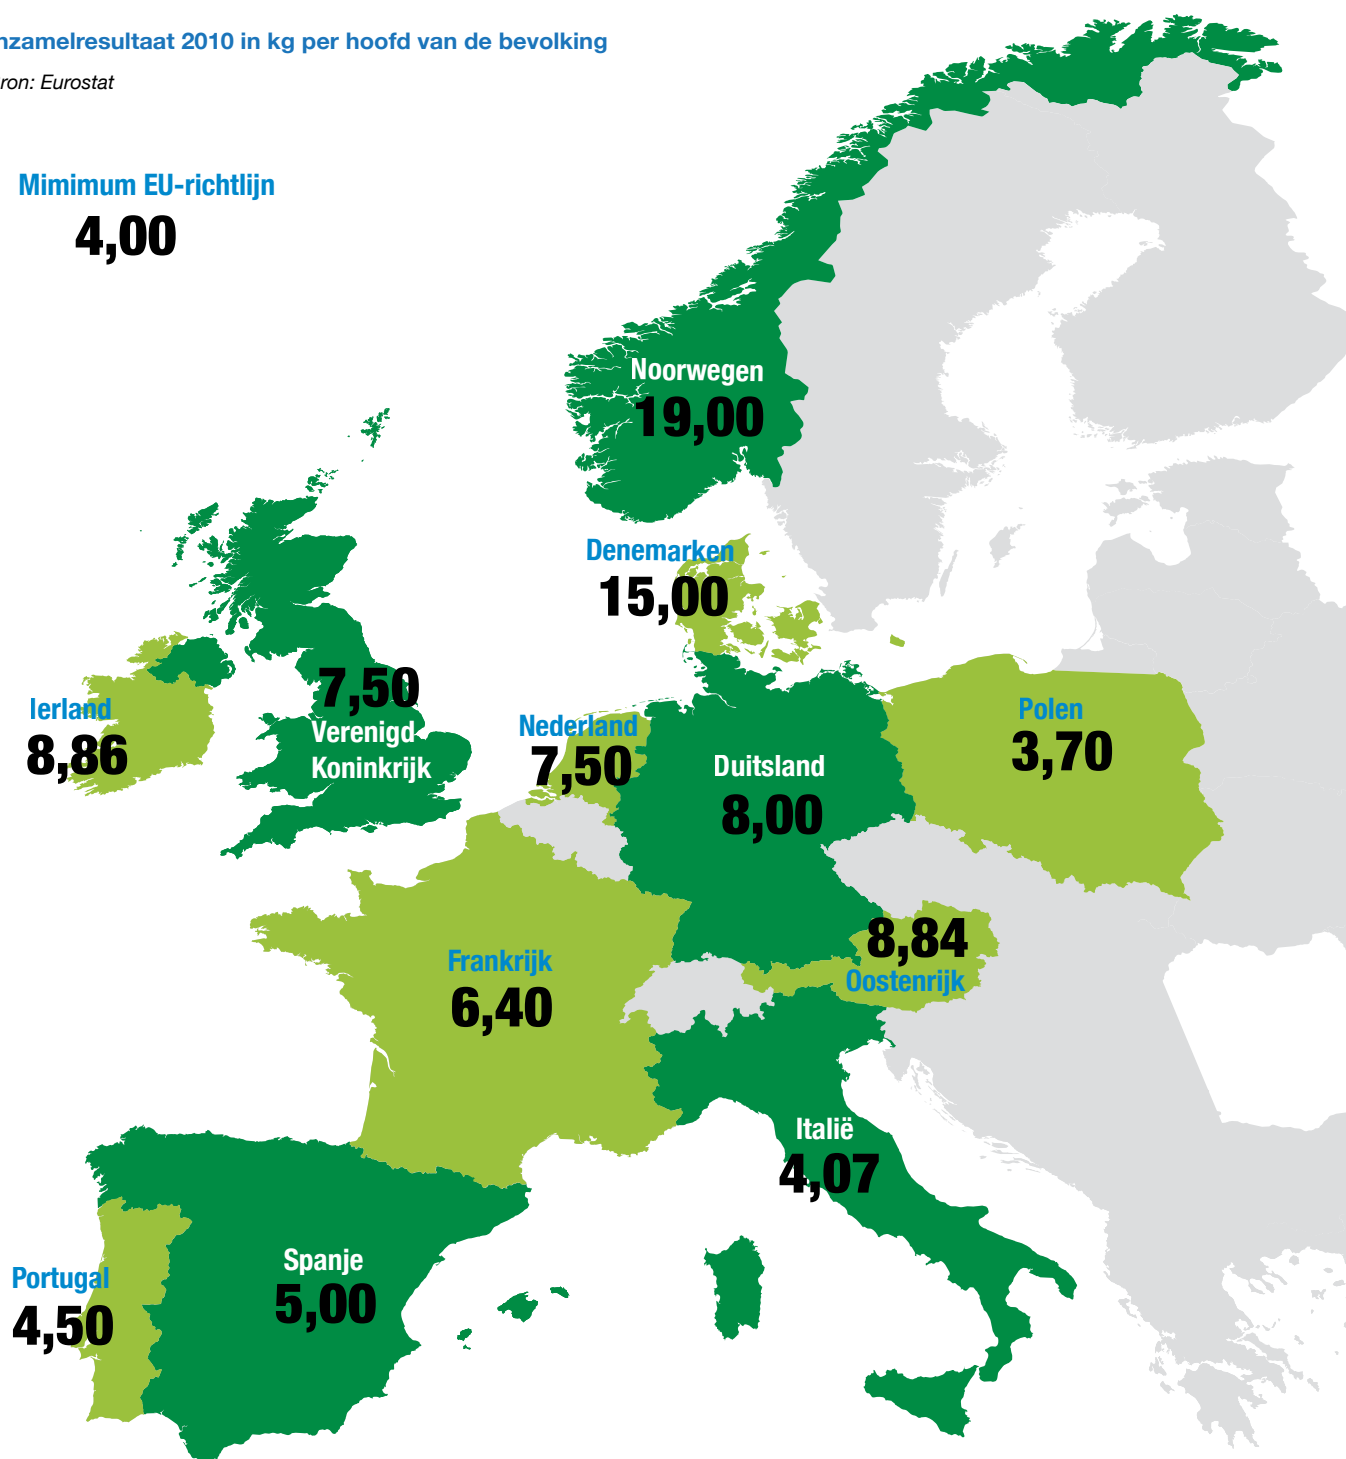 nzamelresultaat 2010 in kg per hoofd van de bevolking
ron: Eurostat
Mimimum EU-richtlijn
4,00
Noorwegen
19,00
Denemarken
15,00
7,50
Verenigd
Koninkrijk
Ierland
8,86
Nederland
7,50
Duitsland
8,00
Polen
3,70
8,84
Oostenrijk
Frankrijk
6,40
Italië
4,07
Spanje
5,00
Portugal
4,50